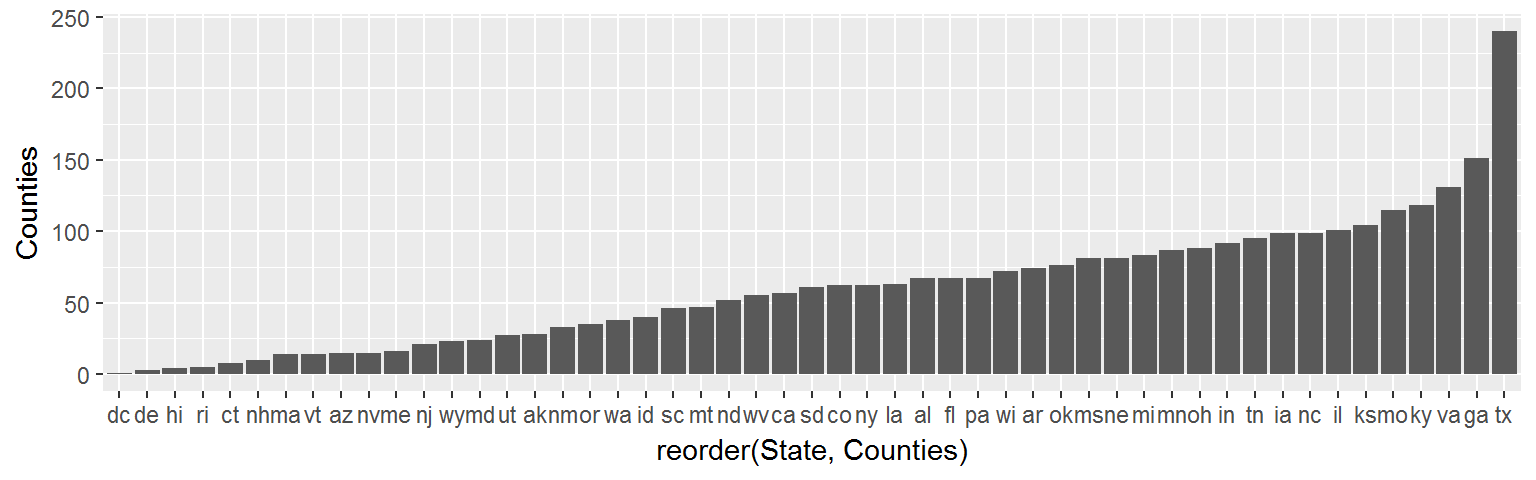 250
200
150
100
50
0
Counties
dc de hi ri ct nh ma vt az nv me nj wy md ut ak nm or wa id sc mt nd wv ca sd co ny la al fl pa wi ar ok ms ne mi mn oh in tn ia nc il ks mo ky va ga tx
reorder(State, Counties)